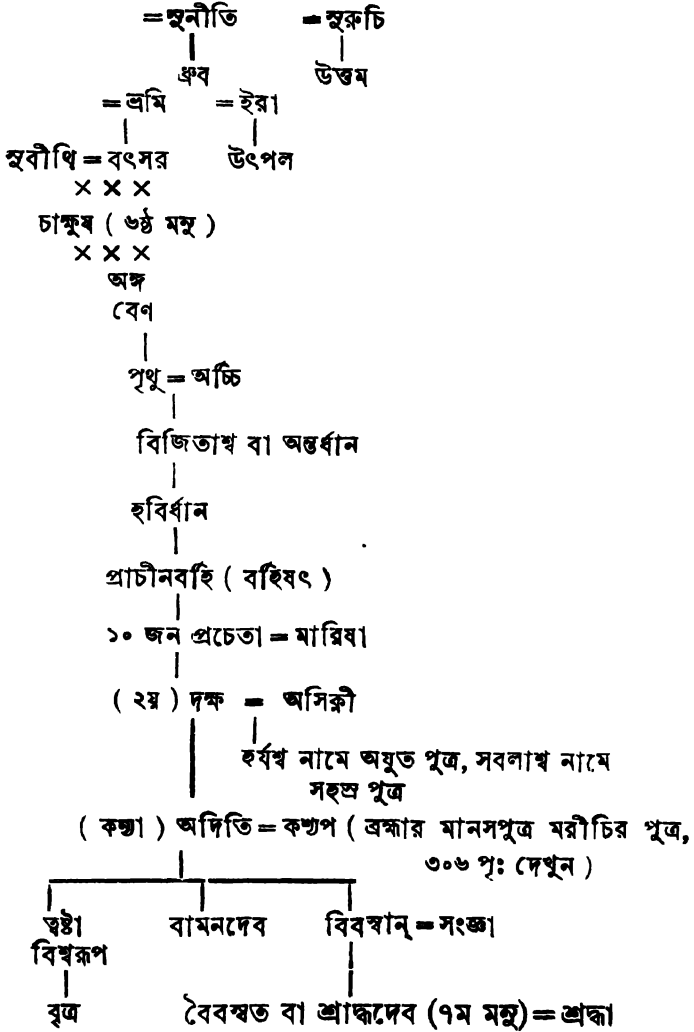 =সুনীতি =সুরুচি
ধ্রুব উত্তম
=ভ্রমি =ইরা
সুবীথি=বৎসর উৎপল
× × ×
চাক্ষুষ ( ৬ষ্ঠ মনু )
× × ×
অঙ্গ
বেণ
পৃথু=অর্চ্চি
বিজিতাশ্ব বা অন্তর্ধান
হবির্ধান
প্রাচীনবর্হি ( বর্হিষৎ )
১০ জন প্রচেতা=মারিষা
( ২য় ) দক্ষ = অসিক্নী
হর্যশ্ব নামে অযুত পুত্র, সবলাশ্ব নামে
সহস্র পুত্র
( কন্যা ) অদিতি=কশ্যপ ( ব্রহ্মার মানসপুত্র মরীচির পুত্র,
৩০৬ পৃঃ দেখুন )
ত্বষ্টা বামনদেব বিবস্বান্=সংজ্ঞা
বিশ্বরূপ
বৃত্র বৈবস্বত বা শ্রাদ্ধদেব (৭ম মনু)=শ্রদ্ধা